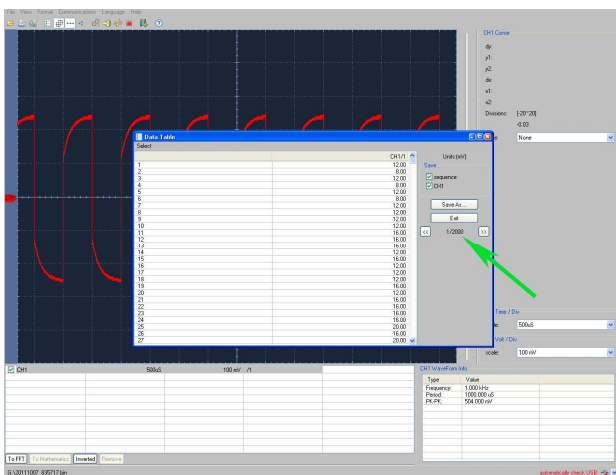 File View Format Communications Language Help
CH1 Cursor
dy:
y1:
y2:
dx:
x1:
x2:
Divisions: [-20~20]
-0.03
None
Data Table
Select
CH1/1
1 12.00
2 8.00
3 12.00
4 8.00
5 12.00
6 8.00
7 12.00
8 12.00
9 12.00
10 12.00
11 16.00
12 16.00
13 16.00
14 12.00
15 16.00
16 12.00
17 12.00
18 12.00
19 12.00
20 12.00
21 16.00
22 16.00
23 16.00
24 16.00
25 20.00
26 16.00
27 20.00
Units:(mV)
Save
sequence
CH1
Save As ...
Exit
<< 1/2008 >>
Time / Div
500uS
Volt / Div
scale: 100 mV
CH1 500uS 100 mV /1
CH1 WaveForm Info
Type Value
Frequency: 1.000 kHz
Period: 1000.000 uS
PK-PK: 504.000 mV
To FFT To Mathematics Inverted Remove
G:\20111007_935717.bin
automatically check USB